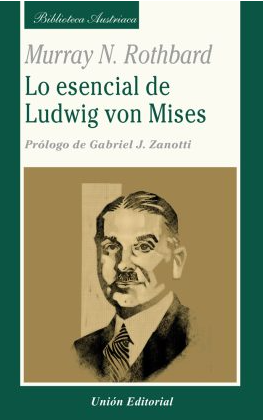 Biblioteca Austriaca
Murray N. Rothbard
Lo esencial de
Ludwig von Mises
Prólogo de Gabriel J. Zanotti
Unión Editorial